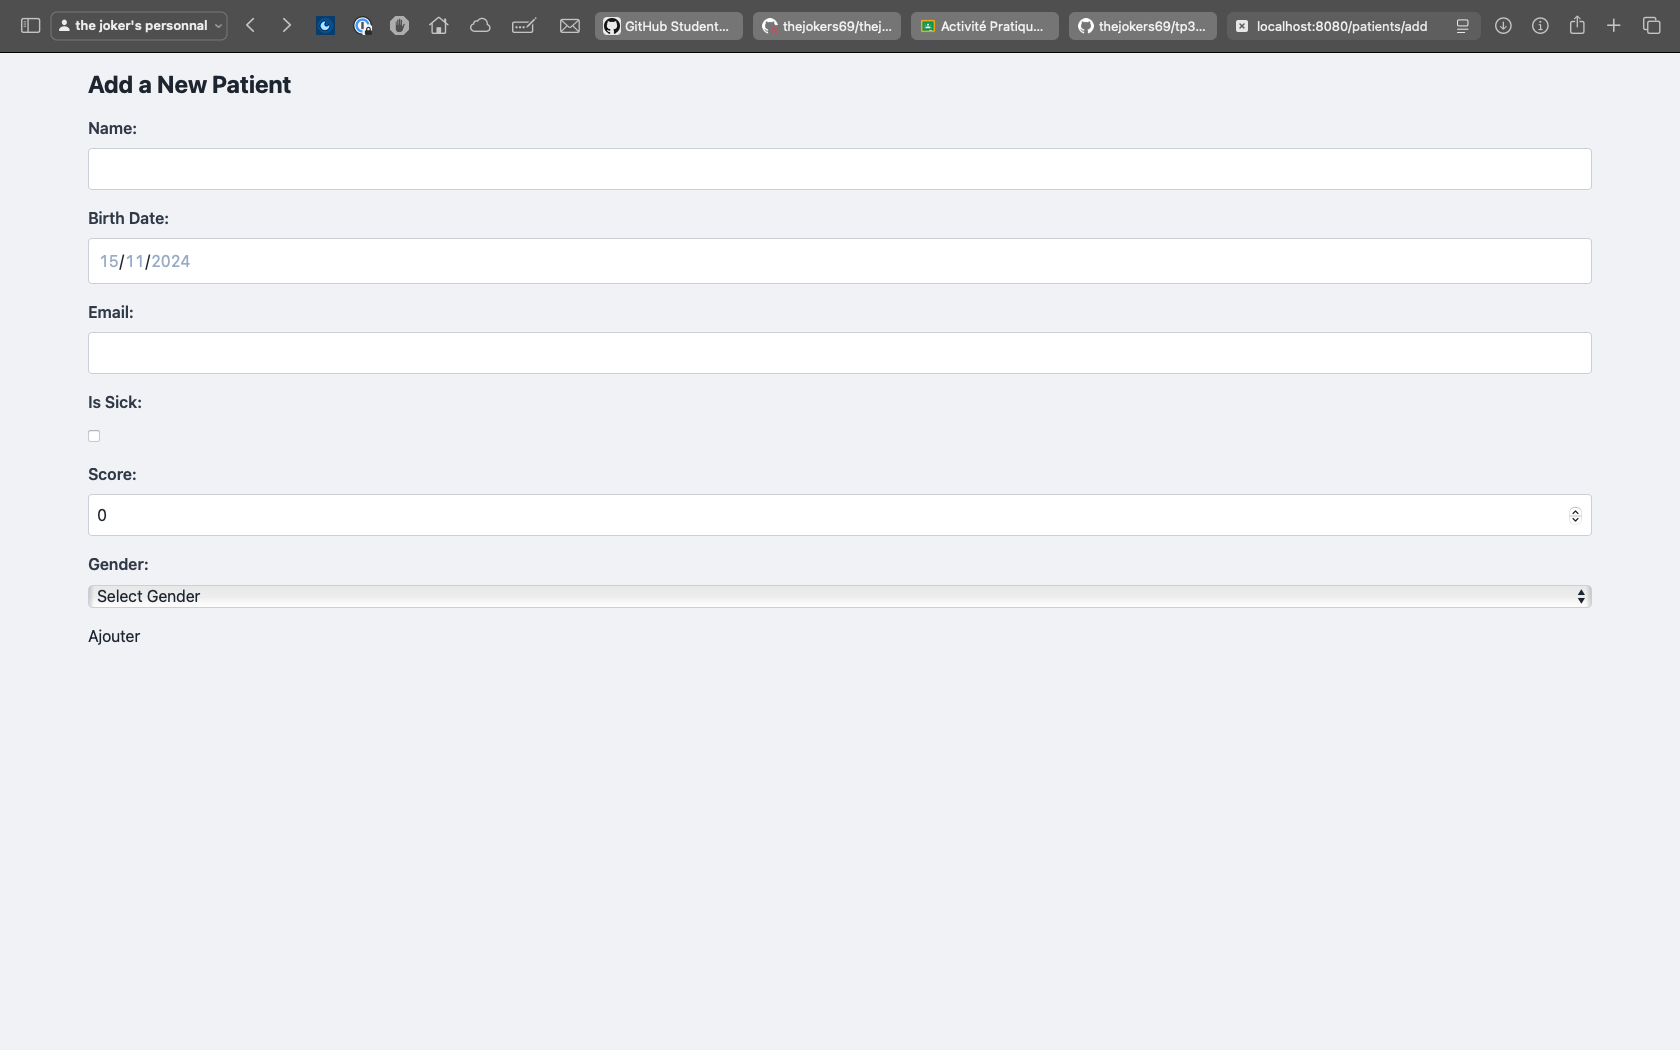 the joker's personnal
GitHub Student...
thejokers69/thej...
Activité Pratiqu...
thejokers69/tp3...
localhost:8080/patients/add
Add a New Patient
Name:
Birth Date:
15/11/2024
Email:
Is Sick:
Score:
0
Gender:
Select Gender
Ajouter